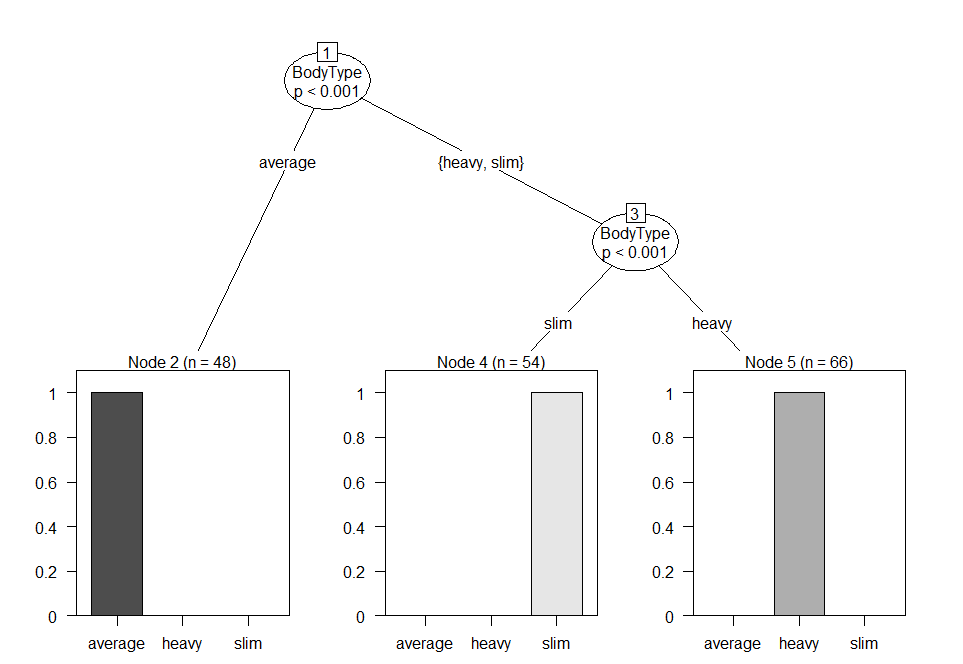 1
BodyType
p < 0.001
average
{heavy, slim}
3
BodyType
p < 0.001
slim
heavy
Node 2 (n = 48)
1
0.8
0.6
0.4
0.2
0
average heavy slim
Node 4 (n = 54)
1
0.8
0.6
0.4
0.2
0
average heavy slim
Node 5 (n = 66)
1
0.8
0.6
0.4
0.2
0
average heavy slim